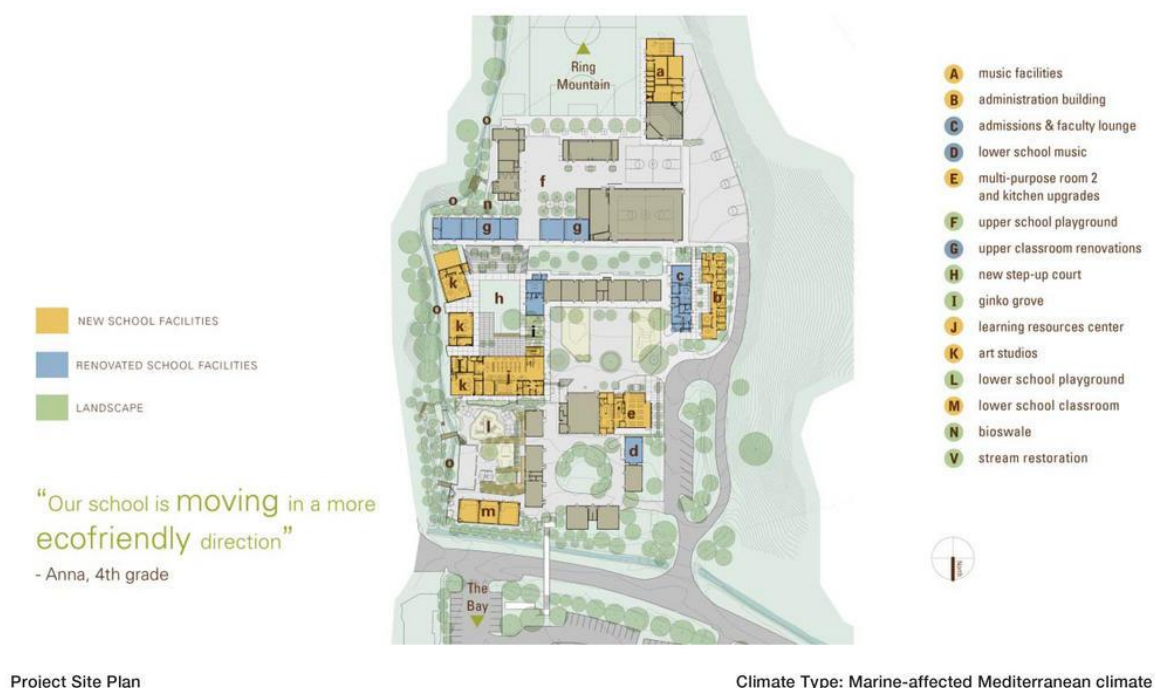 Ring
Mountain
a
o
f
o
n
g
g
k
c
b
h
o
k
i
j
k
e
l
d
o
m
The
Bay
NEW SCHOOL FACILITIES
RENOVATED SCHOOL FACILITIES
LANDSCAPE
“Our school is moving in a more
ecofriendly direction”
- Anna, 4th grade
A music facilities
B administration building
C admissions & faculty lounge
D lower school music
E multi-purpose room 2
and kitchen upgrades
F upper school playground
G upper classroom renovations
H new step-up court
I ginko grove
J learning resources center
K art studios
L lower school playground
M lower school classroom
N bioswale
V stream restoration
North
Project Site Plan
Climate Type: Marine-affected Mediterranean climate